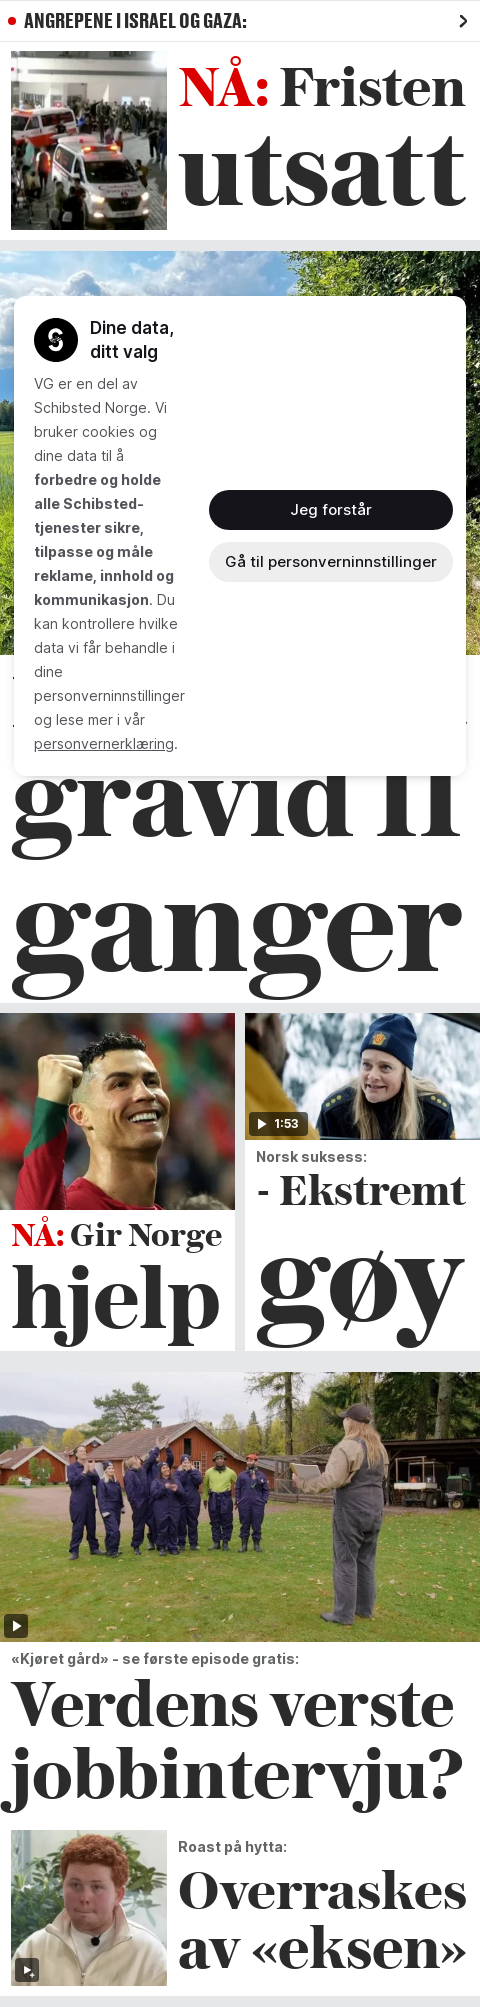 ANGREPENE I ISRAEL OG GAZA:
NÅ: Fristen
utsatt
Dine data,
ditt valg
VG er en del av
Schibsted Norge. Vi
bruker cookies og
dine data til å
forbedre og holde
alle Schibsted-
tjenester sikre,
tilpasse og måle
reklame, innhold og
kommunikasjon. Du
kan kontrollere hvilke
data vi får behandle i
dine
personverninnstillinger
og lese mer i vår
personvernerklæring.
Jeg forstår
Gå til personverninnstillinger
gravid 11
ganger
NÅ: Gir Norge
hjelp
1:53
Norsk suksess:
- Ekstremt
gøy
«Kjøret gård» - se første episode gratis:
Verdens verste
jobbintervju?
Roast på hytta:
Overraskes
av «eksen»